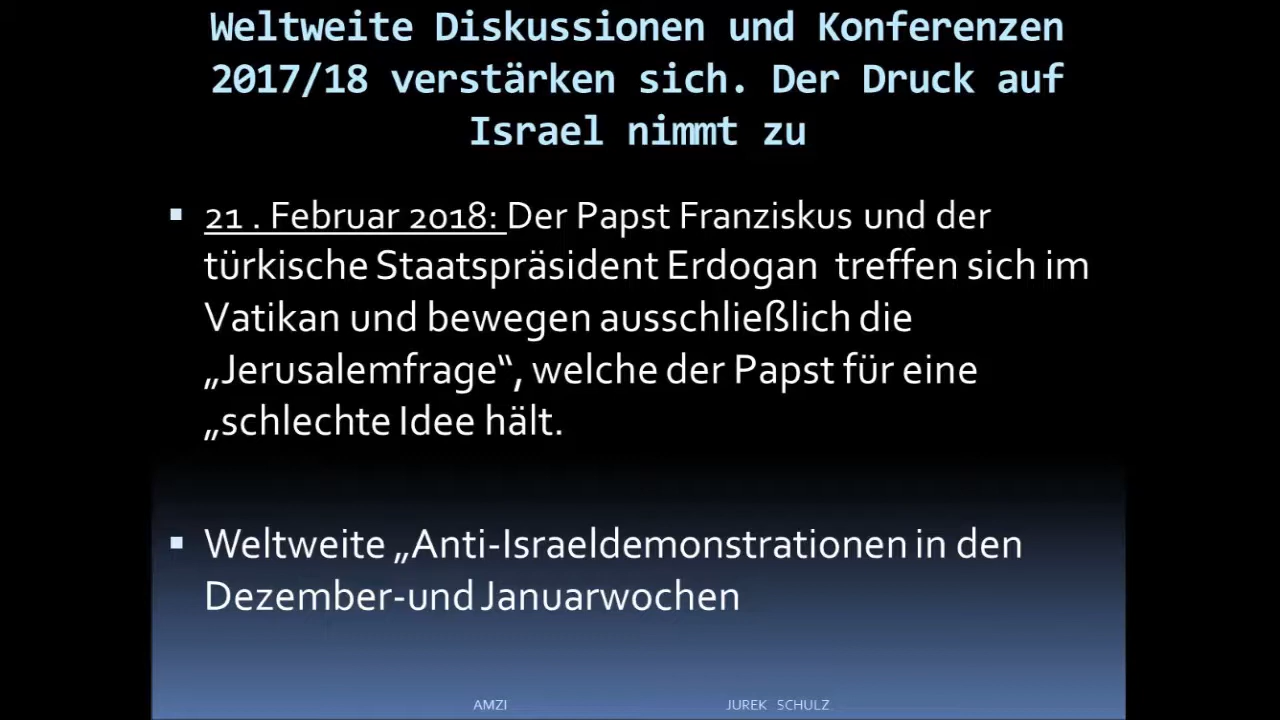 Weltweite Diskussionen und Konferenzen
2017/18 verstärken sich. Der Druck auf
Israel nimmt zu
▪ 21 . Februar 2018: Der Papst Franziskus und der
türkische Staatspräsident Erdogan treffen sich im
Vatikan und bewegen ausschließlich die
„Jerusalemfrage“, welche der Papst für eine
„schlechte Idee hält.
▪ Weltweite „Anti-Israeldemonstrationen in den
Dezember-und Januarwochen
AMZI JUREK SCHULZ